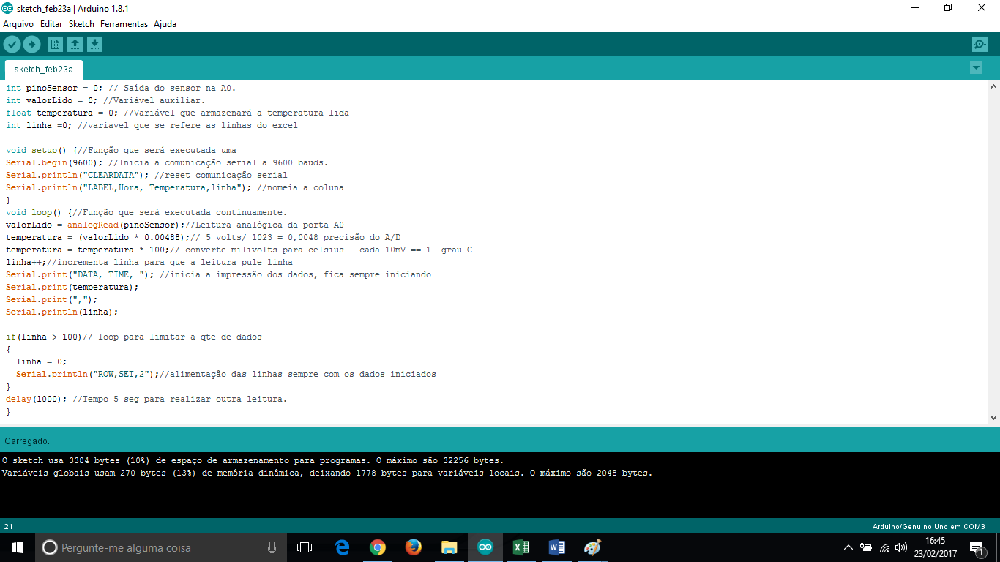 sketch_feb23a | Arduino 1.8.1
Arquivo Editar Sketch Ferramentas Ajuda
sketch_feb23a
int pinoSensor = 0; // Saída do sensor na A0.
int valorLido = 0; //Variável auxiliar.
float temperatura = 0; //Variável que armazenará a temperatura lida
int linha =0; //variavel que se refere as linhas do excel
void setup() {//Função que será executada uma
Serial.begin(9600); //Inicia a comunicação serial a 9600 bauds.
Serial.println("CLEARDATA"); //reset comunicação serial
Serial.println("LABEL,Hora, Temperatura,linha"); //nomeia a coluna
}
void loop() {//Função que será executada continuamente.
valorLido = analogRead(pinoSensor);//Leitura analógica da porta A0
temperatura = (valorLido * 0.00488);// 5 volts/ 1023 = 0,0048 precisão do A/D
temperatura = temperatura * 100;// converte milivolts para celsius - cada 10mV == 1  grau C
linha++;//incrementa linha para que a leitura pule linha
Serial.print("DATA, TIME, "); //inicia a impressão dos dados, fica sempre iniciando
Serial.print(temperatura);
Serial.print(",");
Serial.println(linha);
if(linha > 100)// loop para limitar a qte de dados
{
  linha = 0;
  Serial.println("ROW,SET,2");//alimentação das linhas sempre com os dados iniciados
}
delay(1000); //Tempo 5 seg para realizar outra leitura.
}
Carregado.
O sketch usa 3384 bytes (10%) de espaço de armazenamento para programas. O máximo são 32256 bytes.
Variáveis globais usam 270 bytes (13%) de memória dinâmica, deixando 1778 bytes para variáveis locais. O máximo são 2048 bytes.
21
Arduino/Genuino Uno em COM3
Pergunte-me alguma coisa
16:45
23/02/2017
1